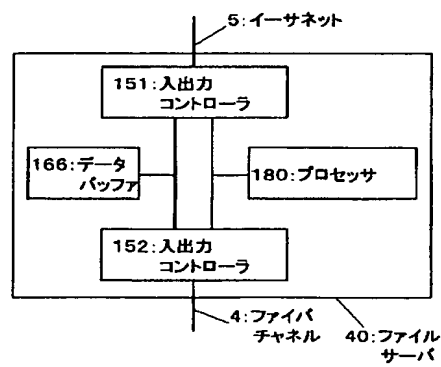 5:イーサネット
151:入出力
コントローラ
166:データ
バッファ
180:プロセッサ
152:入出力
コントローラ
4:ファイバ
チャネル
40:ファイル
サーバ